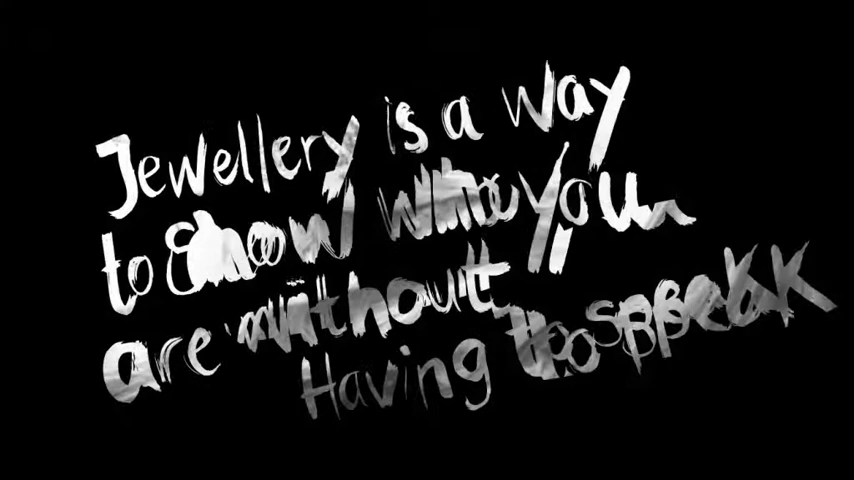 Jewellery is a way
to show who you
are without
Having to speak